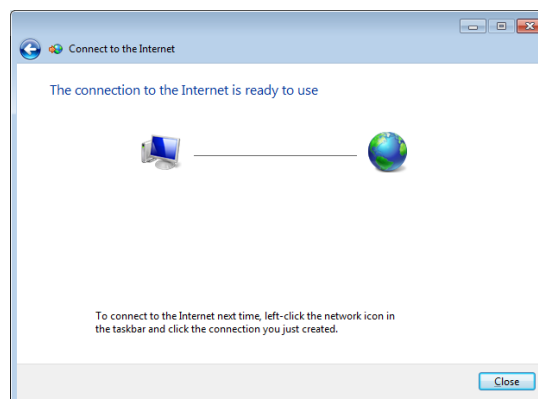 Connect to the Internet
The connection to the Internet is ready to use
To connect to the Internet next time, left-click the network icon in
the taskbar and click the connection you just created.
Close